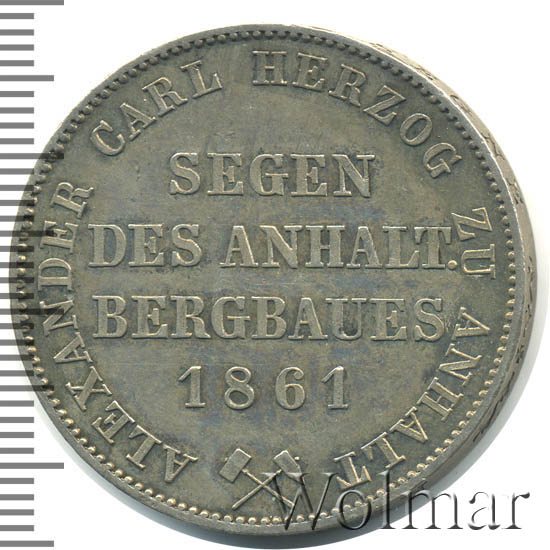 ALEXANDER CARL HERZOG ZU ANHALT
SEGEN
DES ANHALT.
BERGBAUES
1861
Wolmar